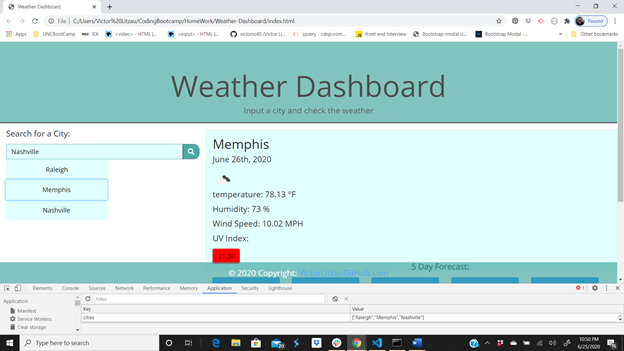 Weather Dashboard
File | C:/Users/Victor%20Litzau/CodingBootcamp/HomeWork/Weather-Dashboard/index.html
Paused
Apps UNCBootCamp IEX <video> - HTML |... <input> - HTML |... jquery - cdnjs.com... front end Interview Bootstrap-modal-d... Bootstrap Modal -... » Other bookmarks
Weather Dashboard
Input a city and check the weather
Search for a City:
Nashville
Raleigh
Memphis
Nashville
Memphis
June 26th, 2020
temperature: 78.13 °F
Humidity: 73 %
Wind Speed: 10.02 MPH
UV Index:
11.34
5 Day Forecast:
© 2020 Copyright: VictorLitzauGitHub.com
Elements Console Sources Network Performance Memory Application Security Lighthouse
Application
Manifest
Service Workers
Clear storage
Filter
Key Value
cities ["Raleigh","Memphis","Nashville"]
Type here to search
10:50 PM
6/25/2020